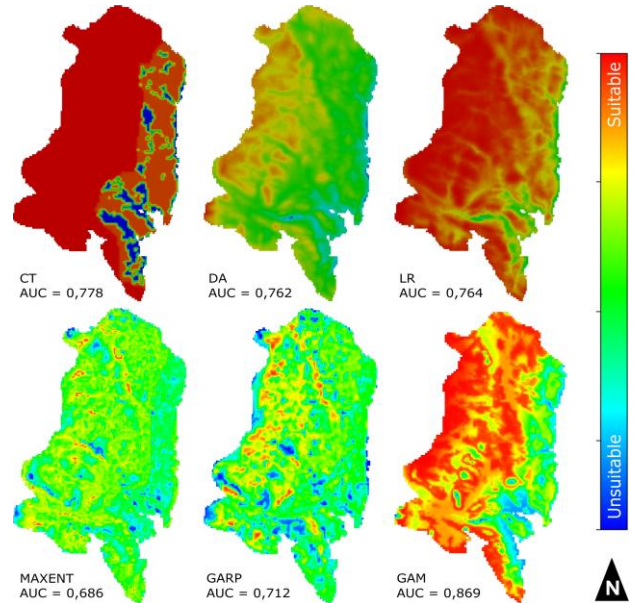 CT
AUC = 0,778
DA
AUC = 0,762
LR
AUC = 0,764
MAXENT
AUC = 0,686
GARP
AUC = 0,712
GAM
AUC = 0,869
Suitable
Unsuitable
N